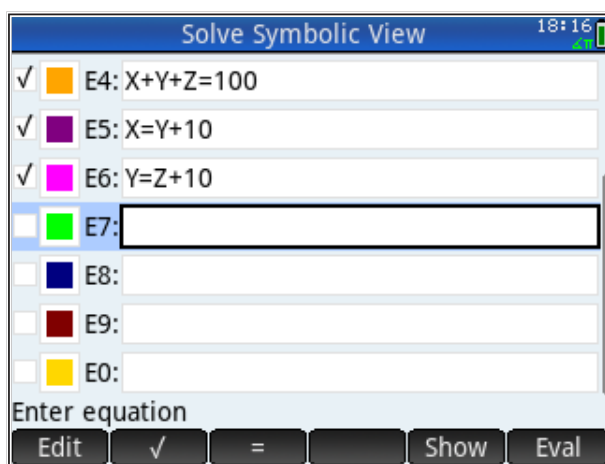 Solve Symbolic View
18:16
∠π
√ E4: X+Y+Z=100
√ E5: X=Y+10
√ E6: Y=Z+10
E7:
E8:
E9:
E0:
Enter equation
Edit √ = Show Eval